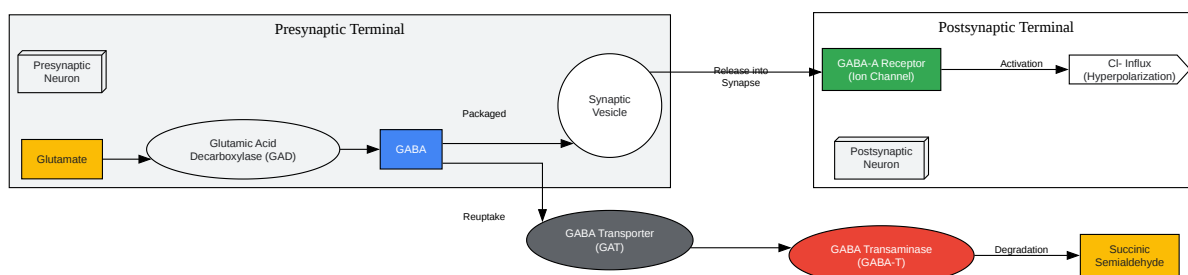 Presynaptic Terminal
Postsynaptic Terminal
Presynaptic
Neuron
Synaptic
Vesicle
Release into
Synapse
GABA-A Receptor
(Ion Channel)
Activation
Cl- Influx
(Hyperpolarization)
Packaged
Glutamate
Glutamic Acid
Decarboxylase (GAD)
GABA
Postsynaptic
Neuron
Reuptake
GABA Transporter
(GAT)
GABA Transaminase
(GABA-T)
Degradation
Succinic
Semialdehyde